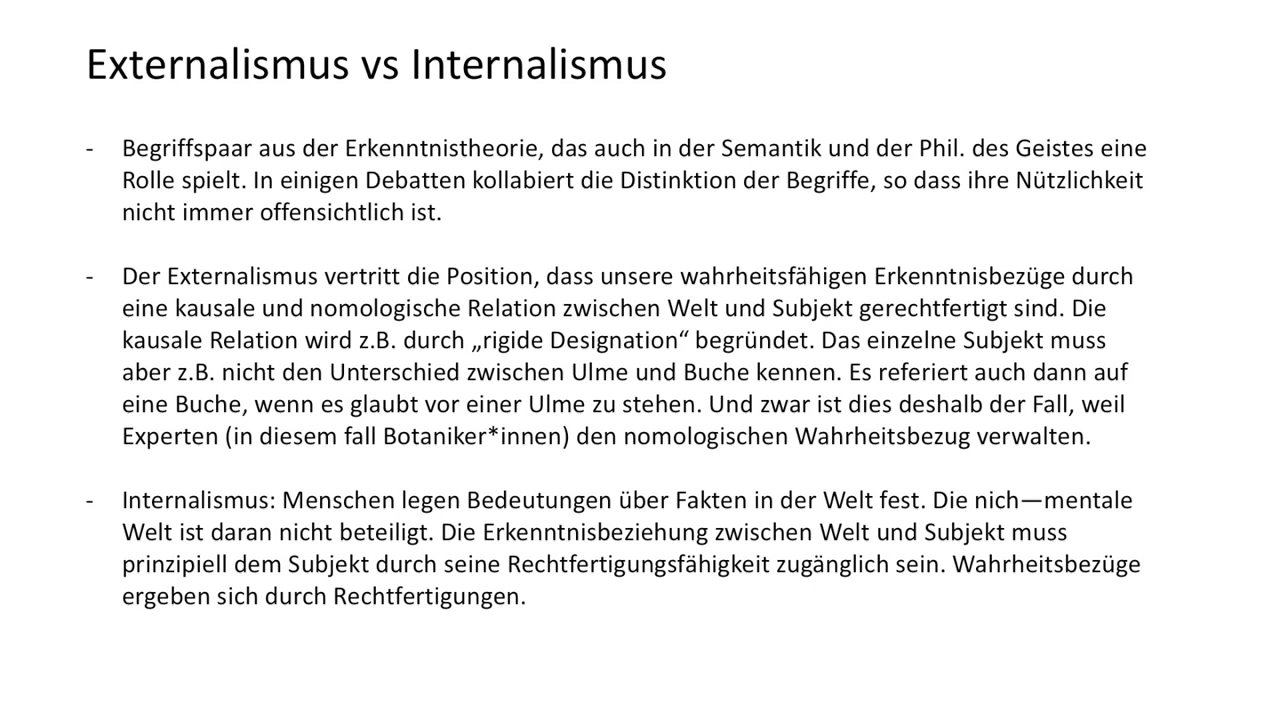 Externalismus vs Internalismus
- Begriffspaar aus der Erkenntnistheorie, das auch in der Semantik und der Phil. des Geistes eine
Rolle spielt. In einigen Debatten kollabiert die Distinktion der Begriffe, so dass ihre Nützlichkeit
nicht immer offensichtlich ist.
- Der Externalismus vertritt die Position, dass unsere wahrheitsfähigen Erkenntnisbezüge durch
eine kausale und nomologische Relation zwischen Welt und Subjekt gerechtfertigt sind. Die
kausale Relation wird z.B. durch „rigide Designation“ begründet. Das einzelne Subjekt muss
aber z.B. nicht den Unterschied zwischen Ulme und Buche kennen. Es referiert auch dann auf
eine Buche, wenn es glaubt vor einer Ulme zu stehen. Und zwar ist dies deshalb der Fall, weil
Experten (in diesem fall Botaniker*innen) den nomologischen Wahrheitsbezug verwalten.
- Internalismus: Menschen legen Bedeutungen über Fakten in der Welt fest. Die nich—mentale
Welt ist daran nicht beteiligt. Die Erkenntnisbeziehung zwischen Welt und Subjekt muss
prinzipiell dem Subjekt durch seine Rechtfertigungsfähigkeit zugänglich sein. Wahrheitsbezüge
ergeben sich durch Rechtfertigungen.